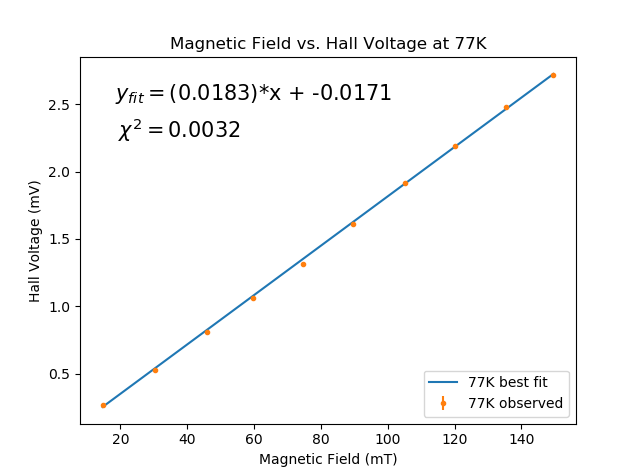 Magnetic Field vs. Hall Voltage at 77K
y_{fit} = (0.0183)*x + -0.0171
χ² = 0.0032
Hall Voltage (mV)
2.5
2.0
1.5
1.0
0.5
77K best fit
77K observed
20 40 60 80 100 120 140
Magnetic Field (mT)